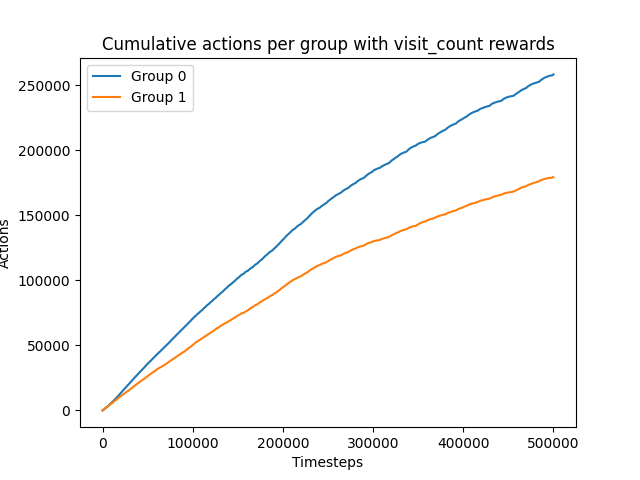 Cumulative actions per group with visit_count rewards
Group 0
Group 1
250000
200000
150000
100000
50000
0
Actions
0 100000 200000 300000 400000 500000
Timesteps